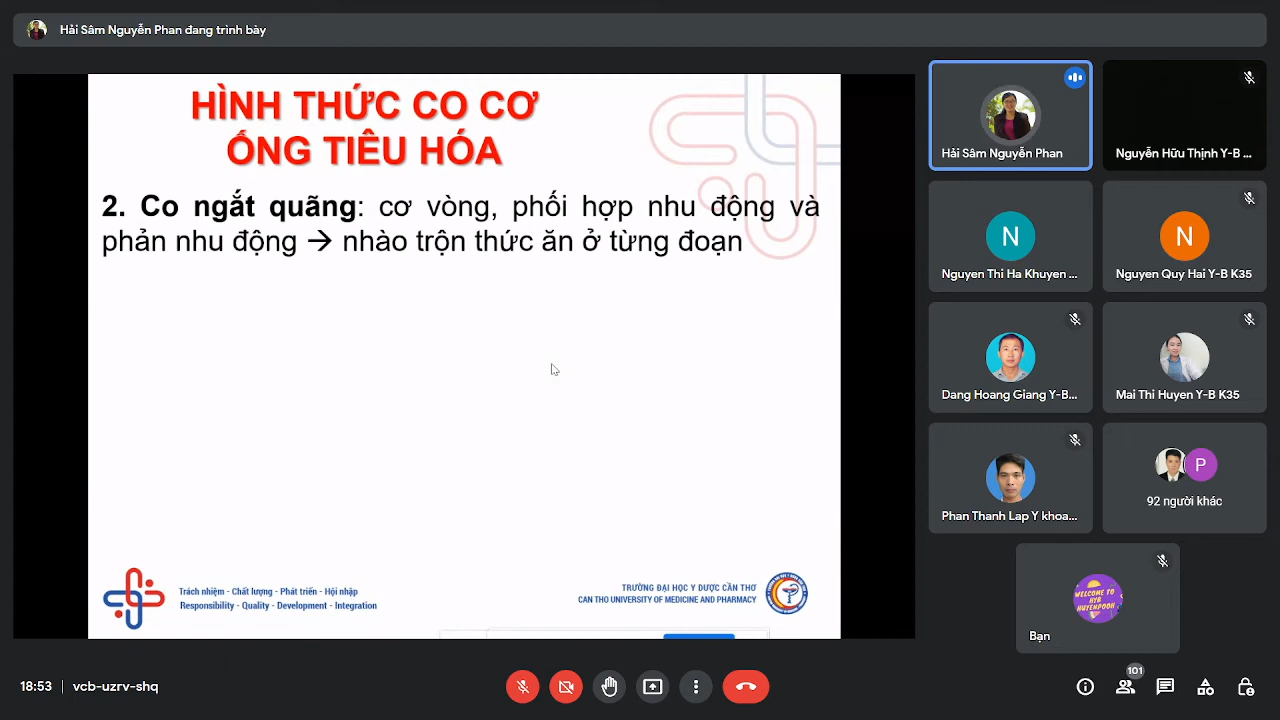 Hải Sâm Nguyễn Phan đang trình bày
HÌNH THỨC CO CƠ
ỐNG TIÊU HÓA
2. Co ngắt quãng: cơ vòng, phối hợp nhu động và
phản nhu động → nhào trộn thức ăn ở từng đoạn
Trách nhiệm - Chất lượng - Phát triển - Hội nhập
Responsibility - Quality - Development - Integration
TRƯỜNG ĐẠI HỌC Y DƯỢC CẦN THƠ
CAN THO UNIVERSITY OF MEDICINE AND PHARMACY
Hải Sâm Nguyễn Phan
Nguyễn Hữu Thịnh Y-B ...
N
Nguyen Thi Ha Khuyen ...
N
Nguyen Quy Hai Y-B K35
Dang Hoang Giang Y-B...
Mai Thi Huyen Y-B K35
Phan Thanh Lap Y khoa...
P
92 người khác
WELCOME TO
HYB
HUYENPOOH
Bạn
18:53 | vcb-uzrv-shq
101